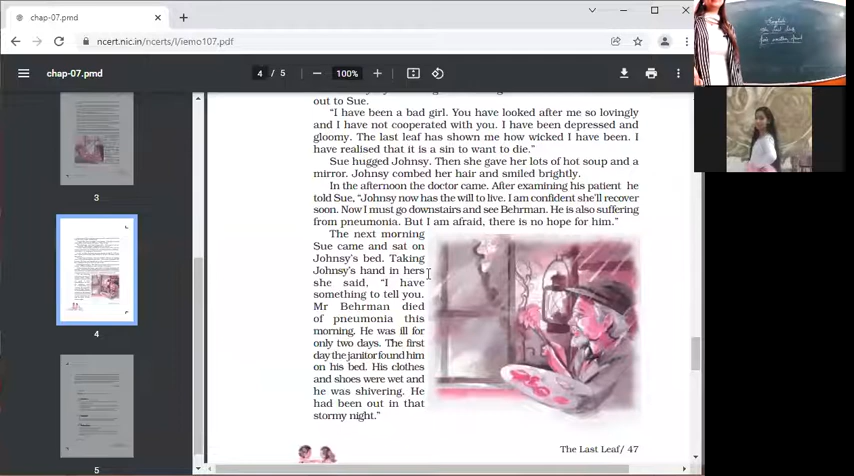 chap-07.pmd
ncert.nic.in/ncerts/l/iemo107.pdf
chap-07.pmd
4 / 5
100%
3
4
5
out to Sue.
“I have been a bad girl. You have looked after me so lovingly
and I have not cooperated with you. I have been depressed and
gloomy. The last leaf has shown me how wicked I have been. I
have realised that it is a sin to want to die.”
Sue hugged Johnsy. Then she gave her lots of hot soup and a
mirror. Johnsy combed her hair and smiled brightly.
In the afternoon the doctor came. After examining his patient he
told Sue, “Johnsy now has the will to live. I am confident she’ll recover
soon. Now I must go downstairs and see Behrman. He is also suffering
from pneumonia. But I am afraid, there is no hope for him.”
The next morning
Sue came and sat on
Johnsy’s bed. Taking
Johnsy’s hand in hers
she said, “I have
something to tell you.
Mr Behrman died
of pneumonia this
morning. He was ill for
only two days. The first
day the janitor found him
on his bed. His clothes
and shoes were wet and
he was shivering. He
had been out in that
stormy night.”
The Last Leaf/ 47
English
The last leaf